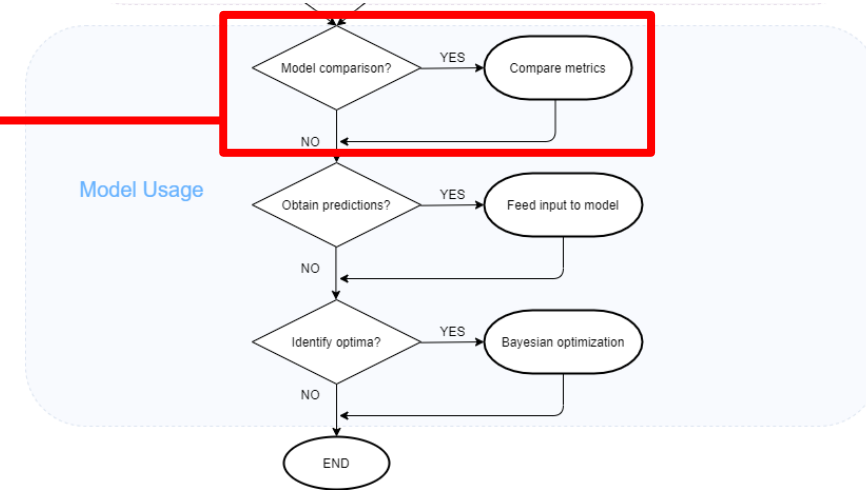 Model comparison?
YES
Compare metrics
NO
Model Usage
Obtain predictions?
YES
Feed input to model
NO
Identify optima?
YES
Bayesian optimization
NO
END